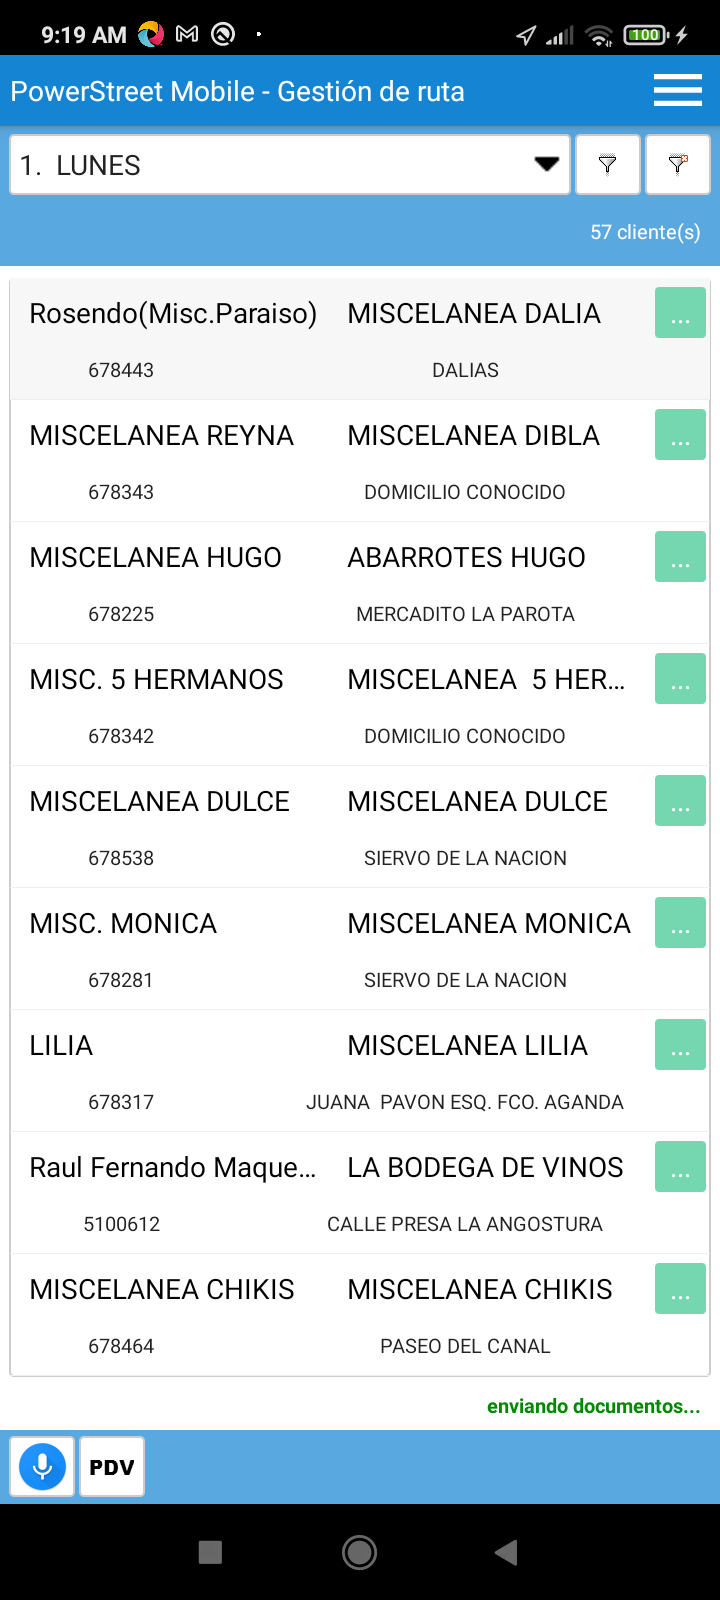 9:19 AM
100
PowerStreet Mobile - Gestión de ruta
1. LUNES
57 cliente(s)
Rosendo(Misc.Paraiso) MISCELANEA DALIA ...
678443 DALIAS
MISCELANEA REYNA MISCELANEA DIBLA ...
678343 DOMICILIO CONOCIDO
MISCELANEA HUGO ABARROTES HUGO ...
678225 MERCADITO LA PAROTA
MISC. 5 HERMANOS MISCELANEA 5 HER... ...
678342 DOMICILIO CONOCIDO
MISCELANEA DULCE MISCELANEA DULCE ...
678538 SIERVO DE LA NACION
MISC. MONICA MISCELANEA MONICA ...
678281 SIERVO DE LA NACION
LILIA MISCELANEA LILIA ...
678317 JUANA PAVON ESQ. FCO. AGANDA
Raul Fernando Maque... LA BODEGA DE VINOS ...
5100612 CALLE PRESA LA ANGOSTURA
MISCELANEA CHIKIS MISCELANEA CHIKIS ...
678464 PASEO DEL CANAL
enviando documentos...
PDV